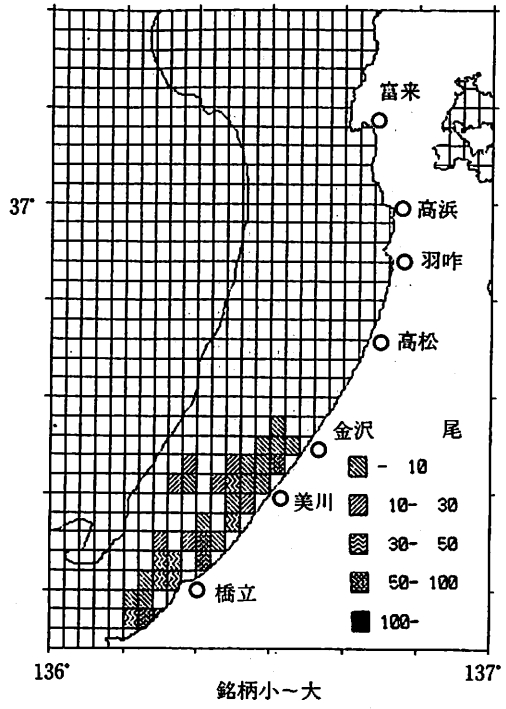 富来
37°
高浜
羽咋
高松
金沢
尾
- 10
美川
10- 30
30- 50
50- 100
橋立
100-
136°
137°
銘柄小~大